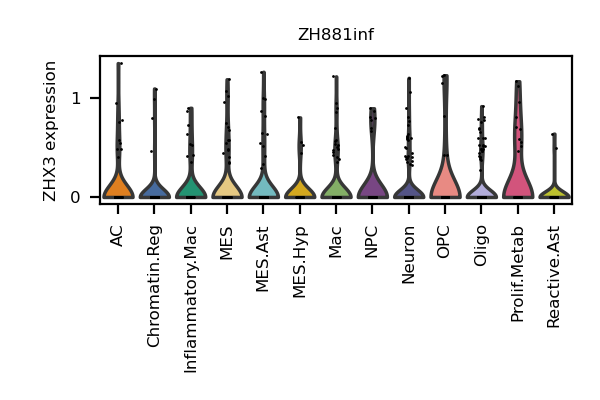 ZH881inf
ZHX3 expression
1
0
AC
Chromatin.Reg
Inflammatory.Mac
MES
MES.Ast
MES.Hyp
Mac
NPC
Neuron
OPC
Oligo
Prolif.Metab
Reactive.Ast